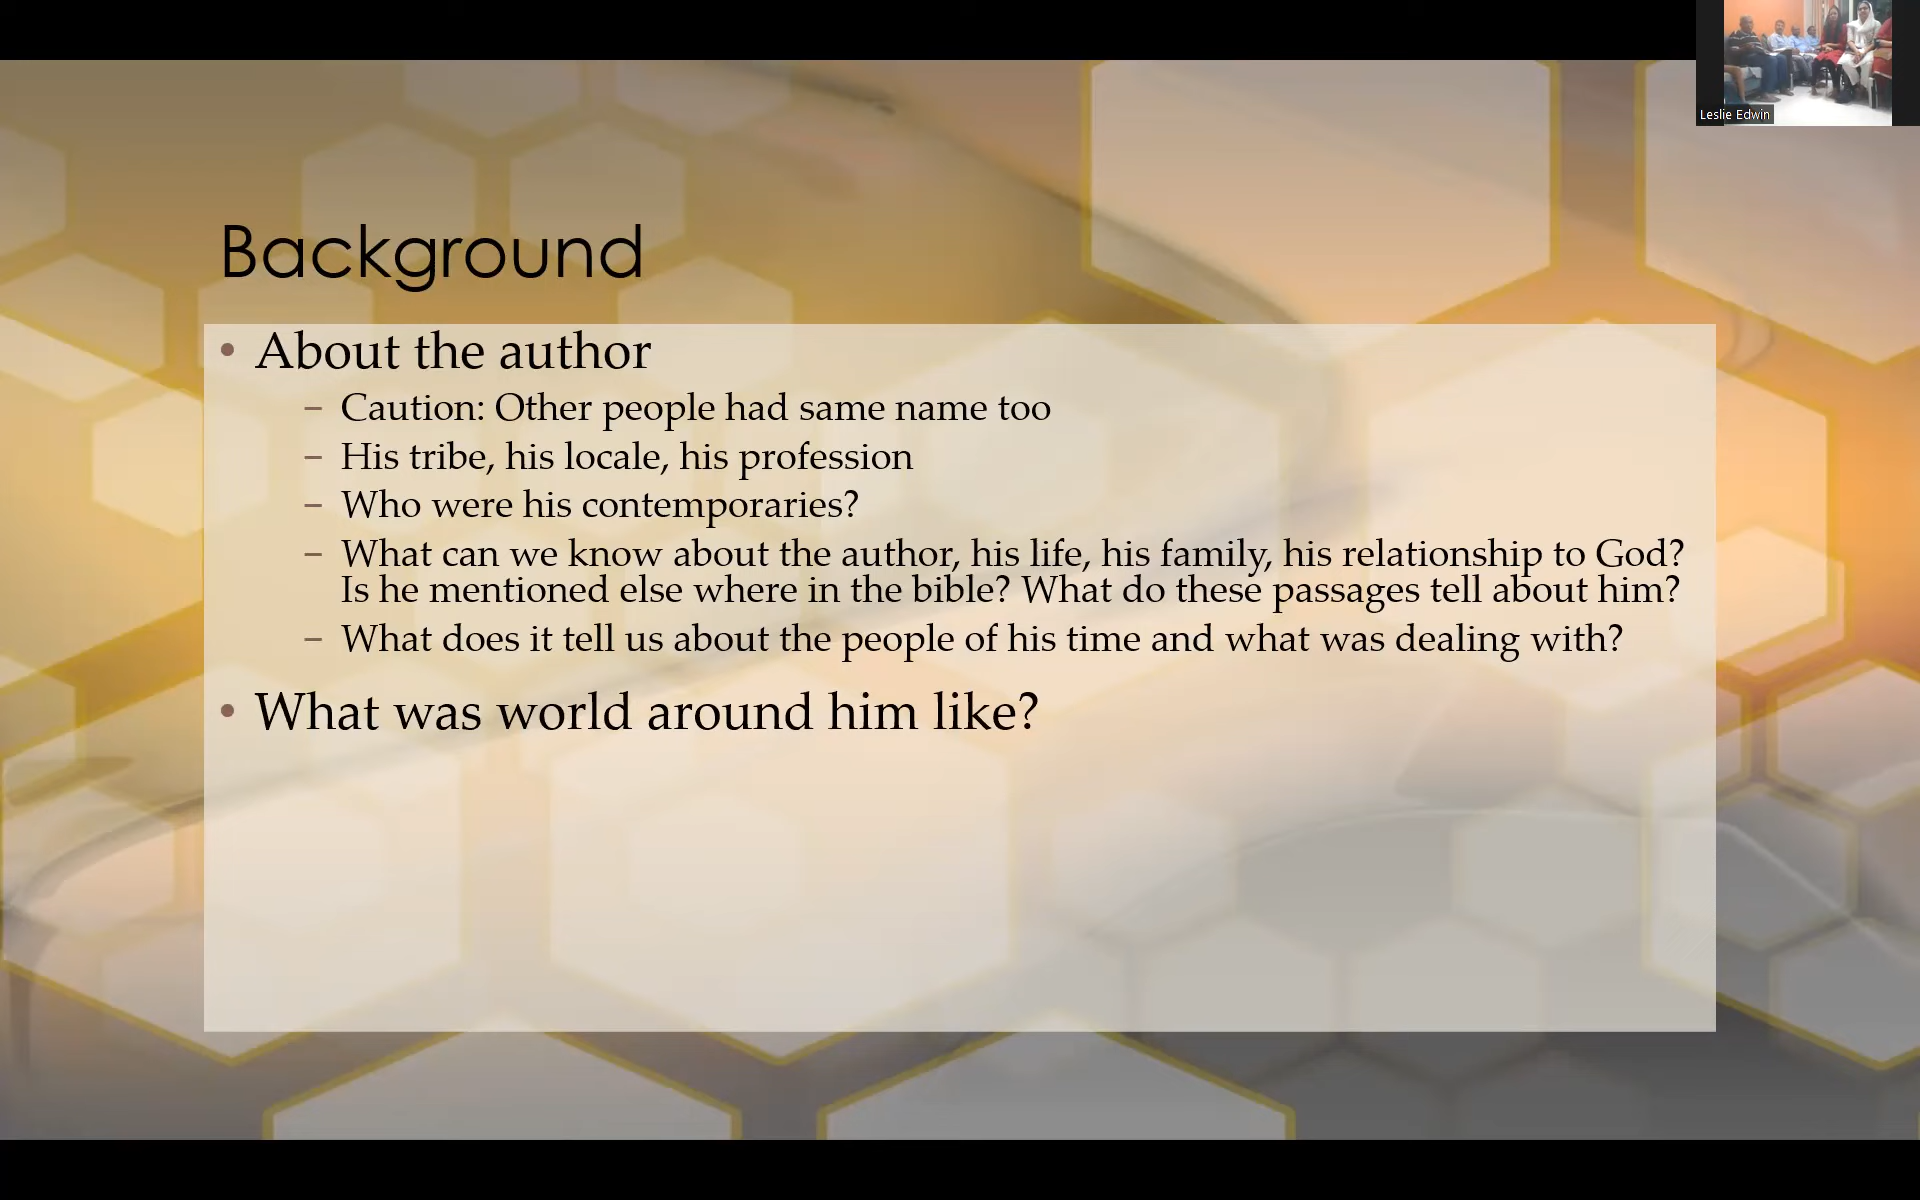 Leslie Edwin
Background
• About the author
– Caution: Other people had same name too
– His tribe, his locale, his profession
– Who were his contemporaries?
– What can we know about the author, his life, his family, his relationship to God?
Is he mentioned else where in the bible? What do these passages tell about him?
– What does it tell us about the people of his time and what was dealing with?
• What was world around him like?